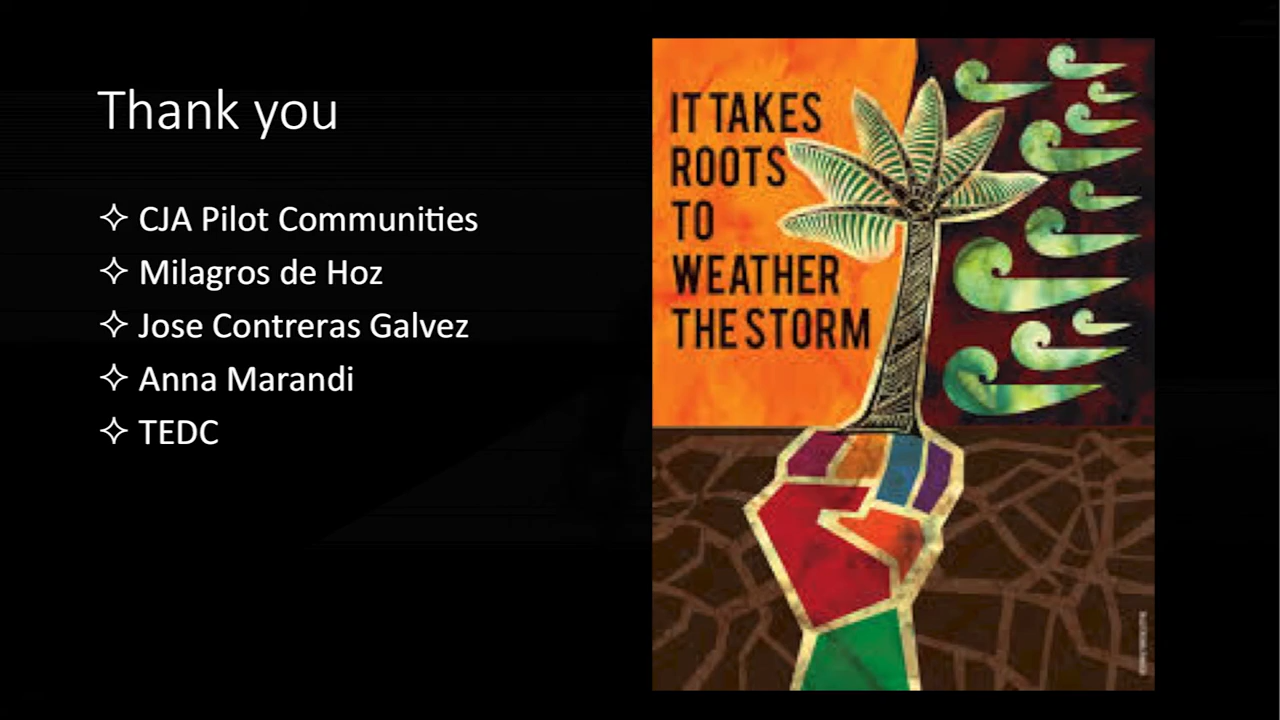 Thank you
CJA Pilot Communities
Milagros de Hoz
Jose Contreras Galvez
Anna Marandi
TEDC
IT TAKES
ROOTS
TO
WEATHER
THE STORM